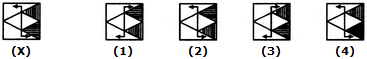 (X) (1) (2) (3) (4)